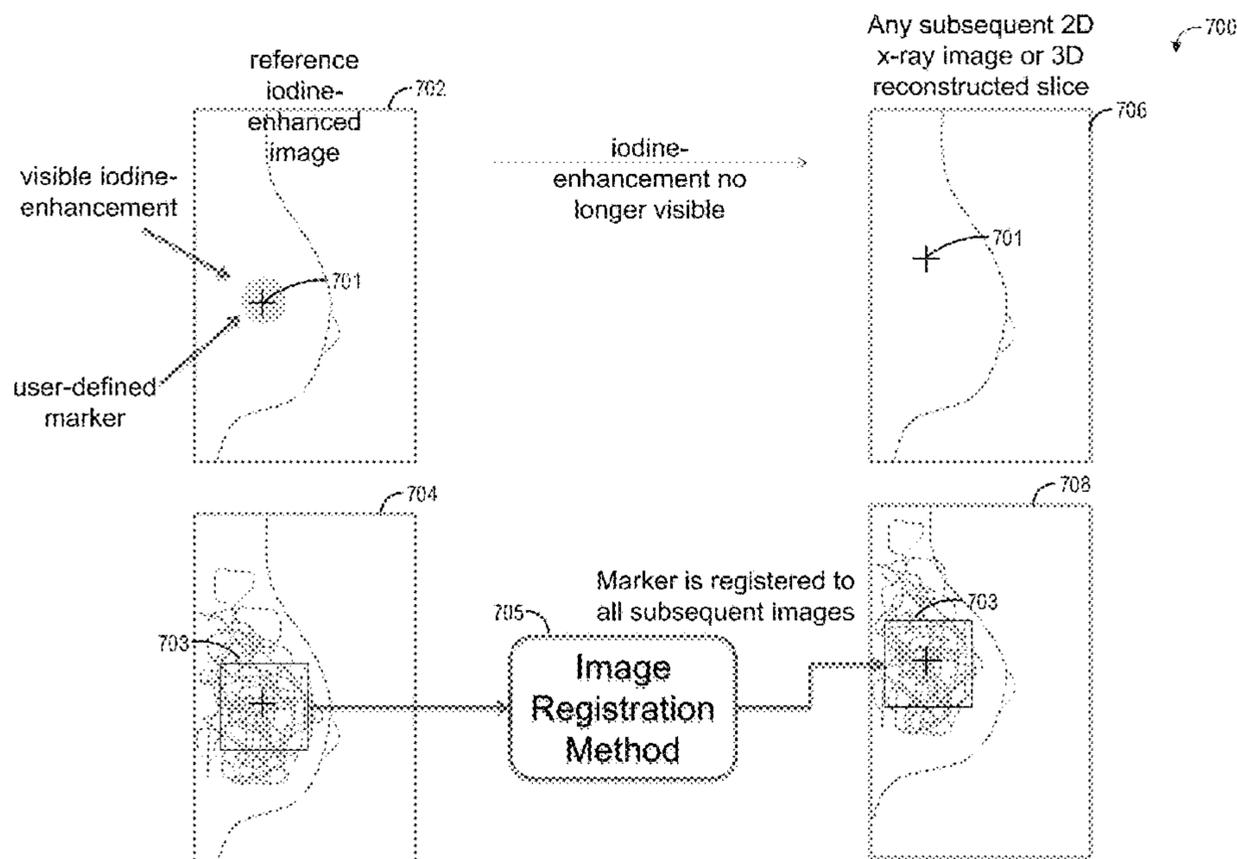 reference
iodine-
enhanced
image
702
visible iodine-
enhancement
701
user-defined
marker
iodine-
enhancement no
longer visible
Any subsequent 2D
x-ray image or 3D
reconstructed slice
700
706
701
704
703
705
Image
Registration
Method
Marker is registered to
all subsequent images
708
703